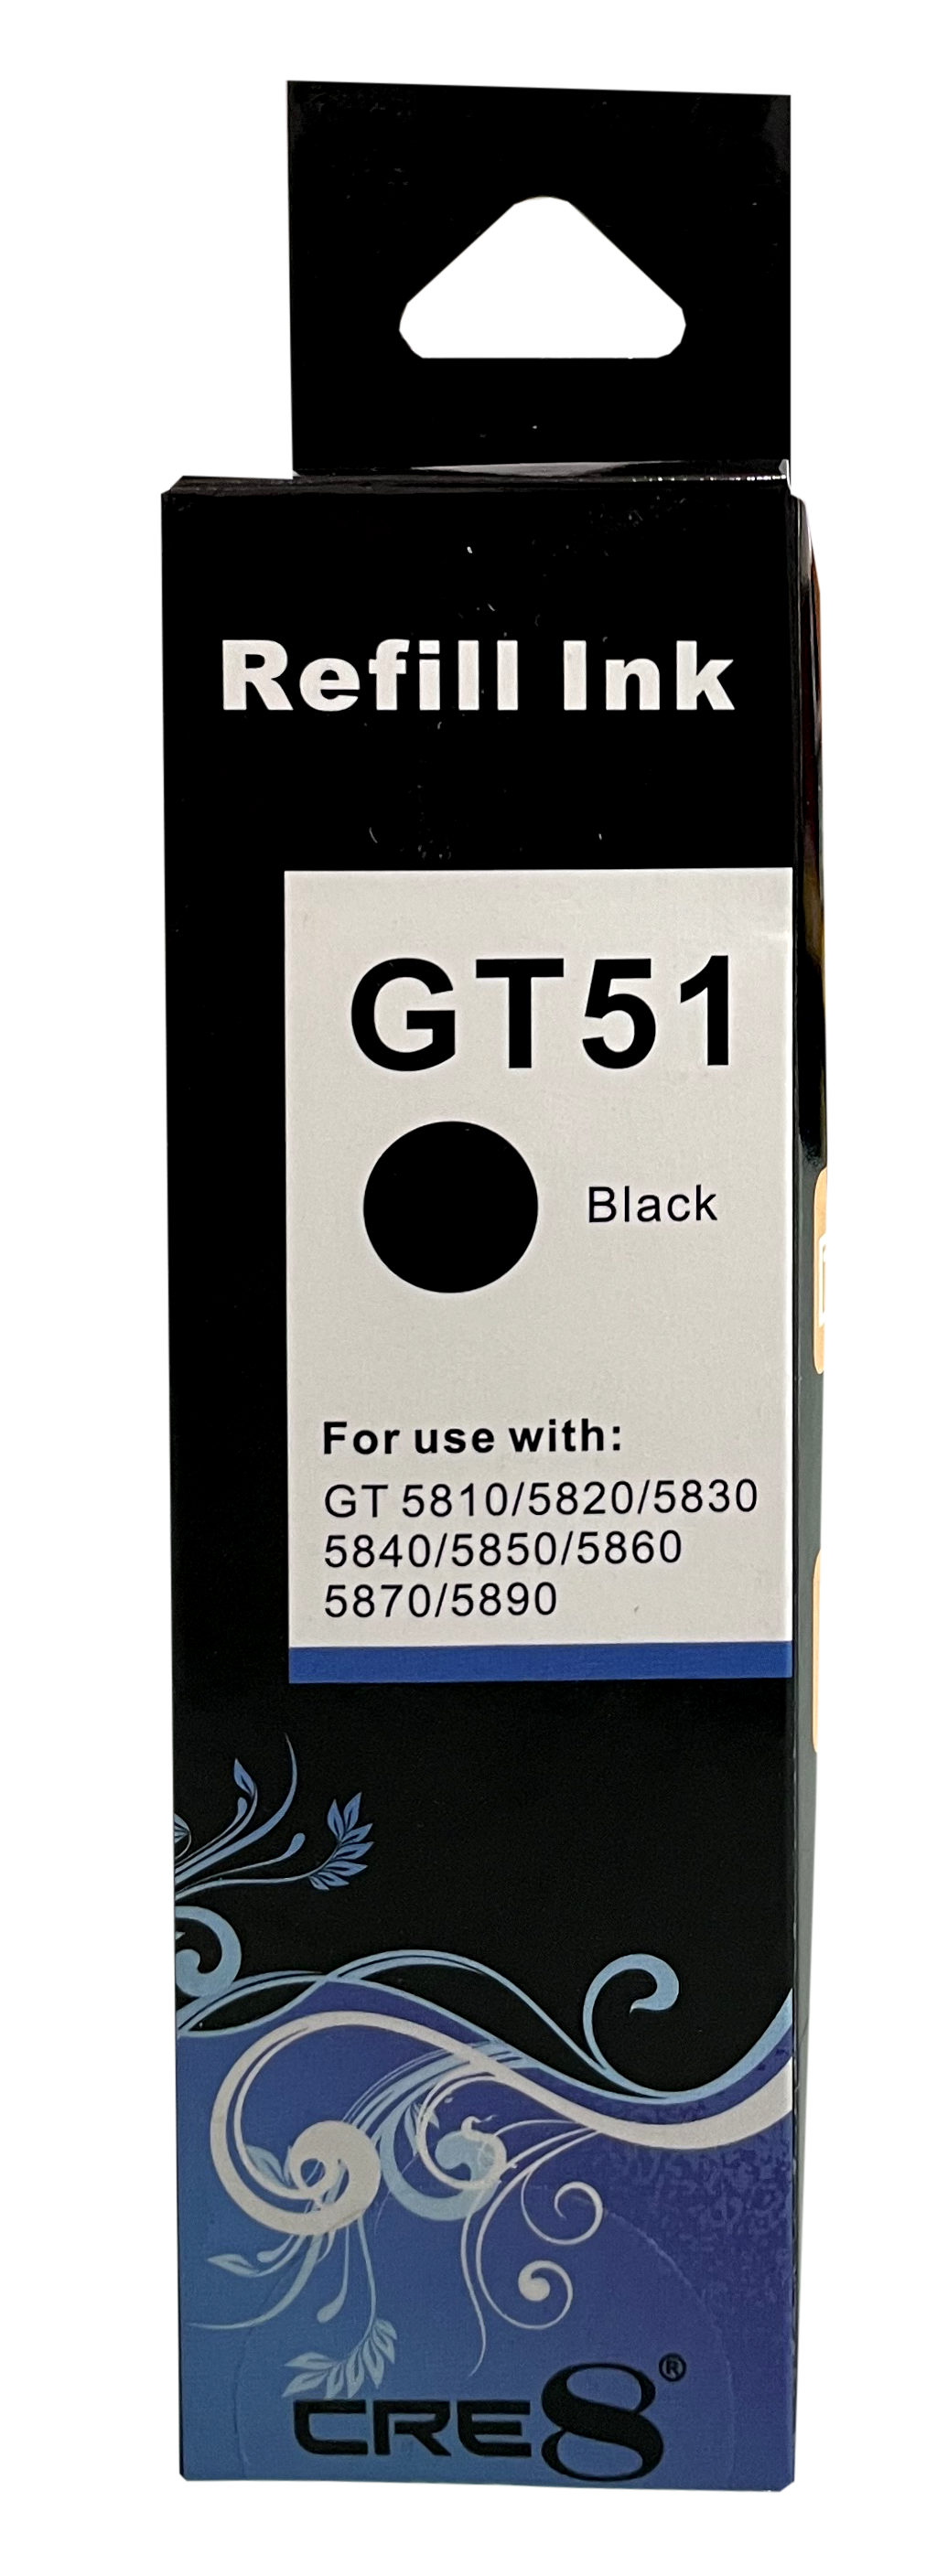 Refill Ink
GT51
Black
For use with:
GT 5810/5820/5830
5840/5850/5860
5870/5890
CRE8®